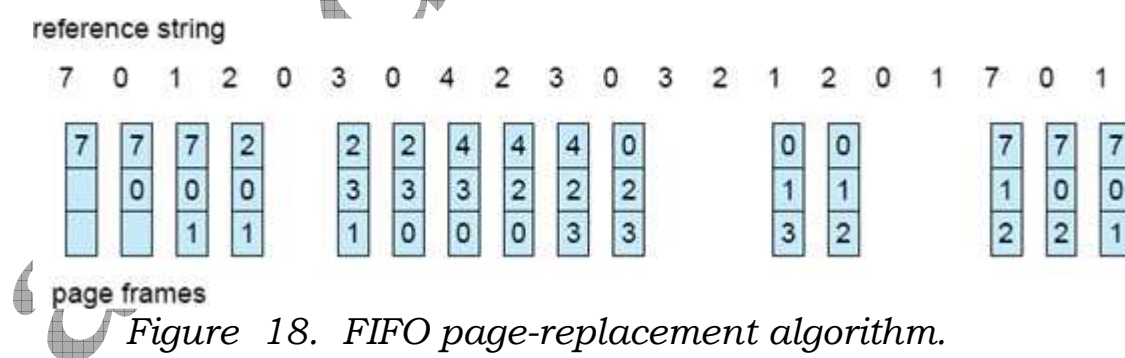 reference string
7 0 1 2 0 3 0 4 2 3 0 3 2 1 2 0 1 7 0 1
7 7 7 2 2 2 4 4 4 0 0 0 7 7 7
0 0 0 3 3 3 2 2 2 1 1 1 0 0
1 1 1 0 0 0 3 3 3 2 2 2 1
page frames
Figure 18. FIFO page-replacement algorithm.